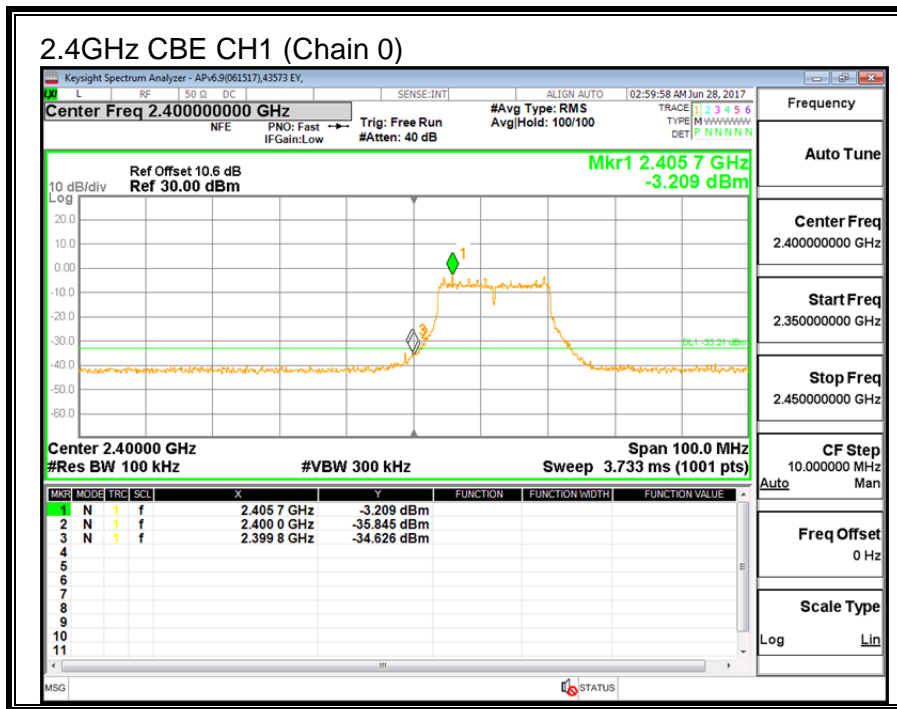 2.4GHz CBE CH1 (Chain 0)
Keysight Spectrum Analyzer - APv6.9(061517),43573 EY,
LXI L RF 50 Ω DC SENSE:INT ALIGN AUTO 02:59:58 AM Jun 28, 2017
Center Freq 2.400000000 GHz
NFE
PNO: Fast
IFGain:Low
Trig: Free Run
#Atten: 40 dB
#Avg Type: RMS
Avg|Hold: 100/100
TRACE 1 2 3 4 5 6
TYPE M WWWWW
DET P N N N N N
Frequency
Auto Tune
Center Freq
2.400000000 GHz
Start Freq
2.350000000 GHz
Stop Freq
2.450000000 GHz
CF Step
10.000000 MHz
Auto Man
Freq Offset
0 Hz
Scale Type
Log Lin
Mkr1 2.405 7 GHz
-3.209 dBm
Ref Offset 10.6 dB
10 dB/div Ref 30.00 dBm
Log
20.0
10.0
0.00
-10.0
-20.0
-30.0
-40.0
-50.0
-60.0
1
3
DL1 -33.21 dBm
Center 2.40000 GHz Span 100.0 MHz
#Res BW 100 kHz #VBW 300 kHz Sweep 3.733 ms (1001 pts)
MKR MODE TRC SCL X Y FUNCTION FUNCTION WIDTH FUNCTION VALUE
1 N 1 f 2.405 7 GHz -3.209 dBm
2 N 1 f 2.400 0 GHz -35.845 dBm
3 N 1 f 2.399 8 GHz -34.626 dBm
4
5
6
7
8
9
10
11
MSG STATUS